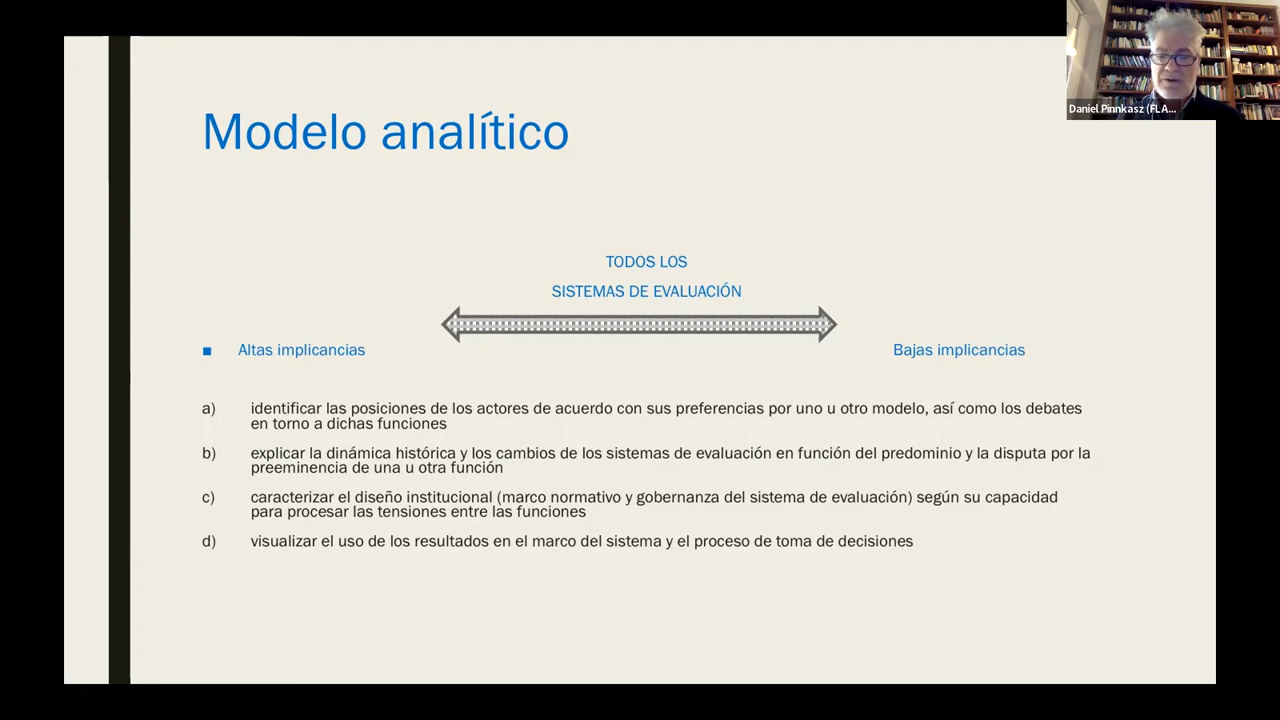 Daniel Pinnkasz (FLA...
Modelo analítico
TODOS LOS
SISTEMAS DE EVALUACIÓN
■ Altas implicancias
Bajas implicancias
a) identificar las posiciones de los actores de acuerdo con sus preferencias por uno u otro modelo, así como los debates
en torno a dichas funciones
b) explicar la dinámica histórica y los cambios de los sistemas de evaluación en función del predominio y la disputa por la
preeminencia de una u otra función
c) caracterizar el diseño institucional (marco normativo y gobernanza del sistema de evaluación) según su capacidad
para procesar las tensiones entre las funciones
d) visualizar el uso de los resultados en el marco del sistema y el proceso de toma de decisiones